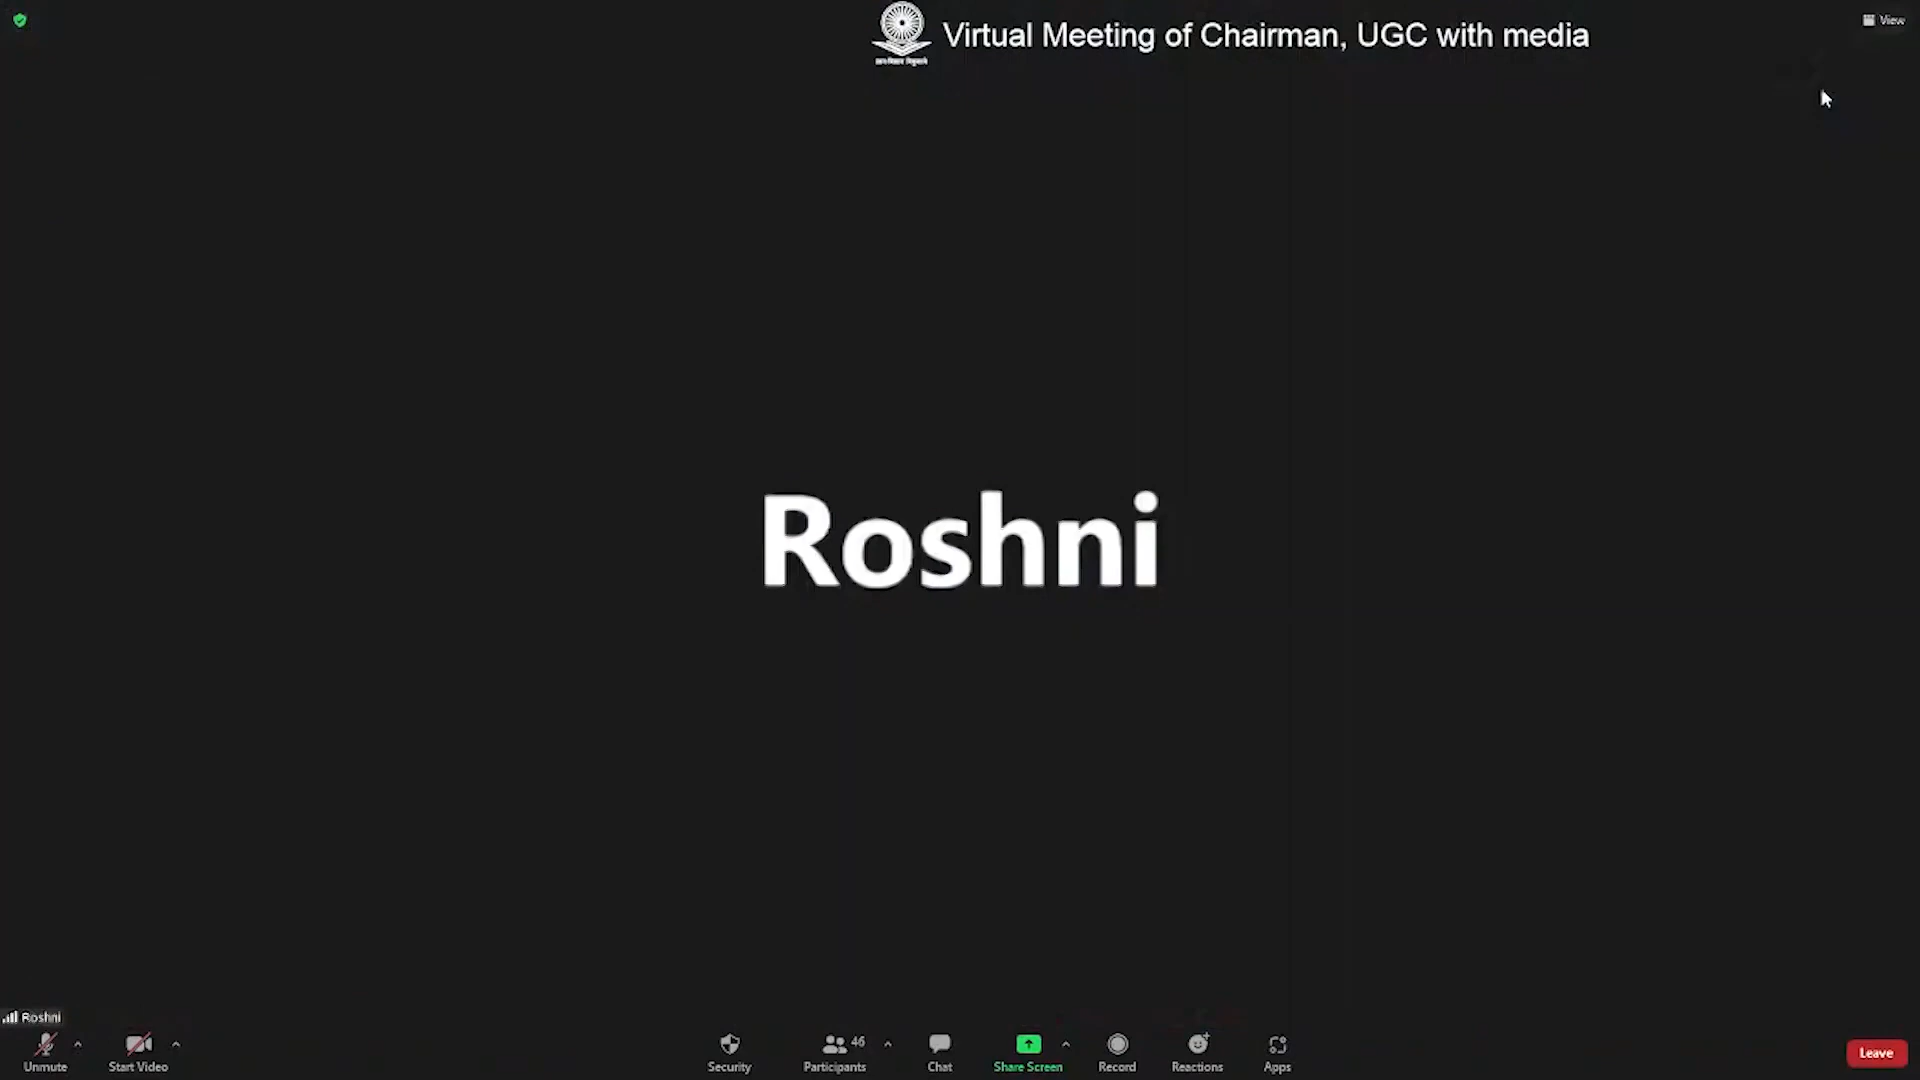 Virtual Meeting of Chairman, UGC with media
View
Roshni
Roshni
Unmute
Start Video
Security
46
Participants
Chat
Share Screen
Record
Reactions
Apps
Leave